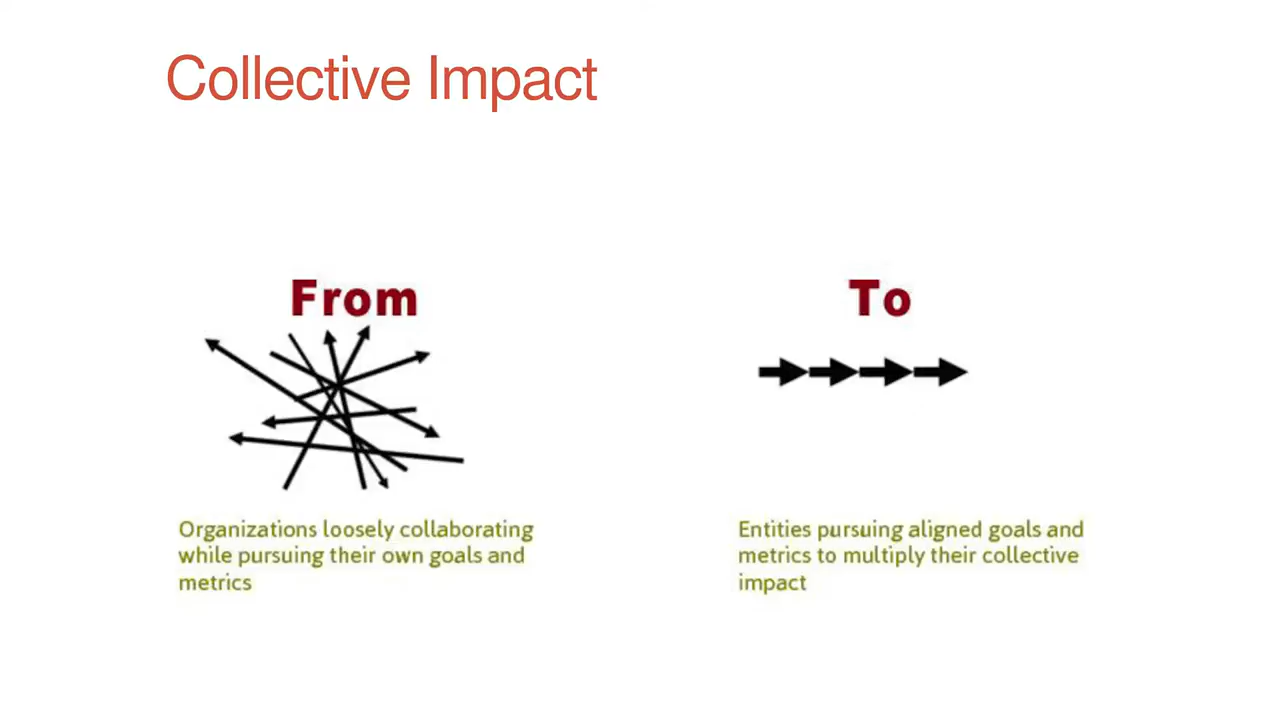 Collective Impact
From
Organizations loosely collaborating
while pursuing their own goals and
metrics
To
Entities pursuing aligned goals and
metrics to multiply their collective
impact